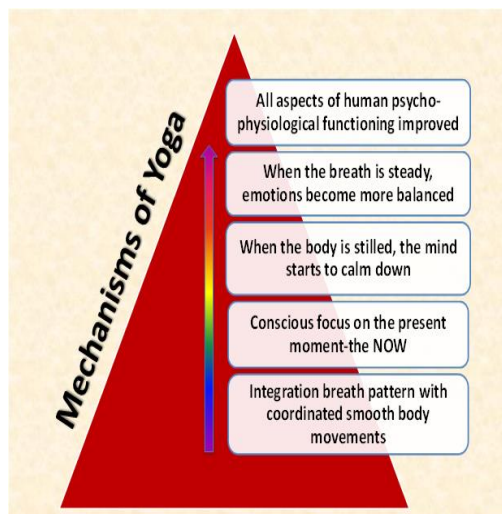 Mechanisms of Yoga
All aspects of human psycho-
physiological functioning improved
When the breath is steady,
emotions become more balanced
When the body is stilled, the mind
starts to calm down
Conscious focus on the present
moment-the NOW
Integration breath pattern with
coordinated smooth body
movements